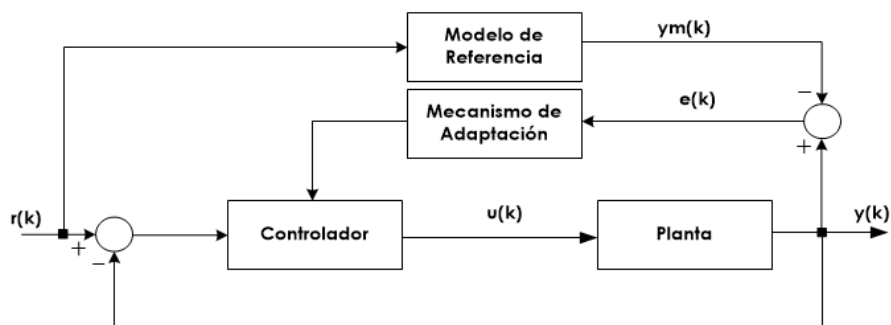 Modelo de
Referencia
ym(k)
−
Mecanismo de
Adaptación
e(k)
+
r(k)
+
−
Controlador
u(k)
Planta
y(k)